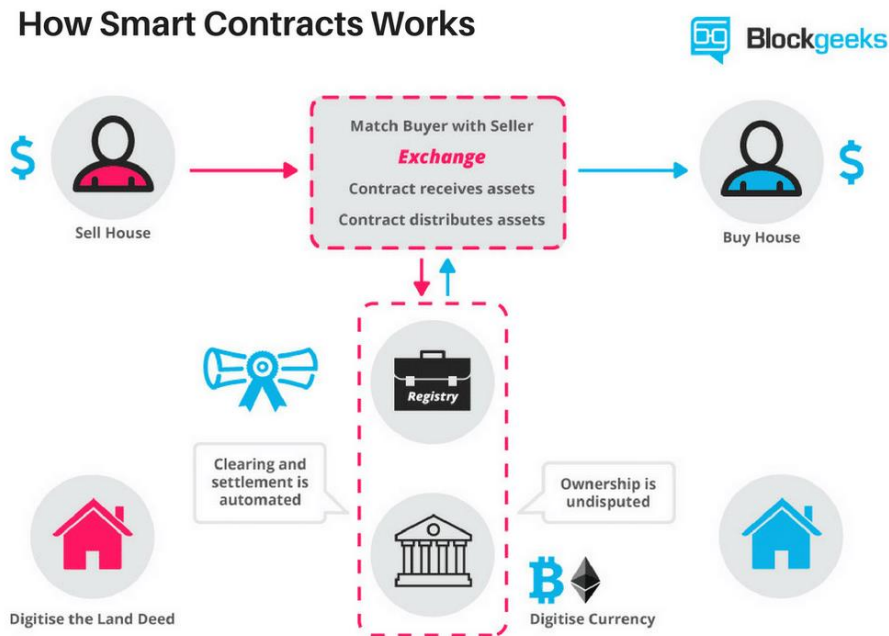 How Smart Contracts Works
Blockgeeks
$
Sell House
Match Buyer with Seller
Exchange
Contract receives assets
Contract distributes assets
$
Buy House
Registry
Clearing and
settlement is
automated
Ownership is
undisputed
Digitise the Land Deed
Digitise Currency